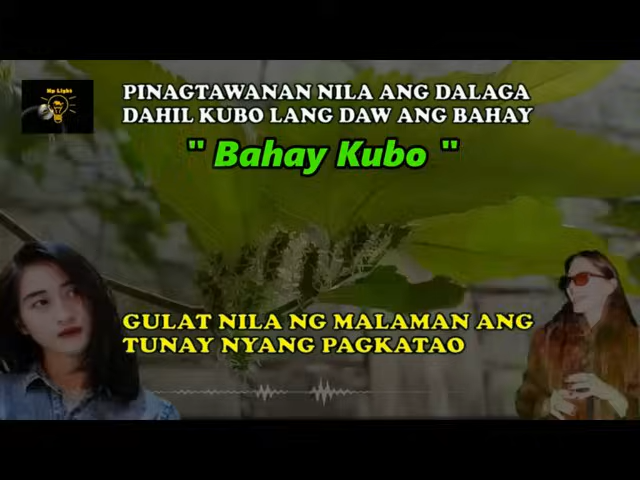 Mp Light
PINAGTAWANAN NILA ANG DALAGA
DAHIL KUBO LANG DAW ANG BAHAY
" Bahay Kubo "
GULAT NILA NG MALAMAN ANG
TUNAY NYANG PAGKATAO